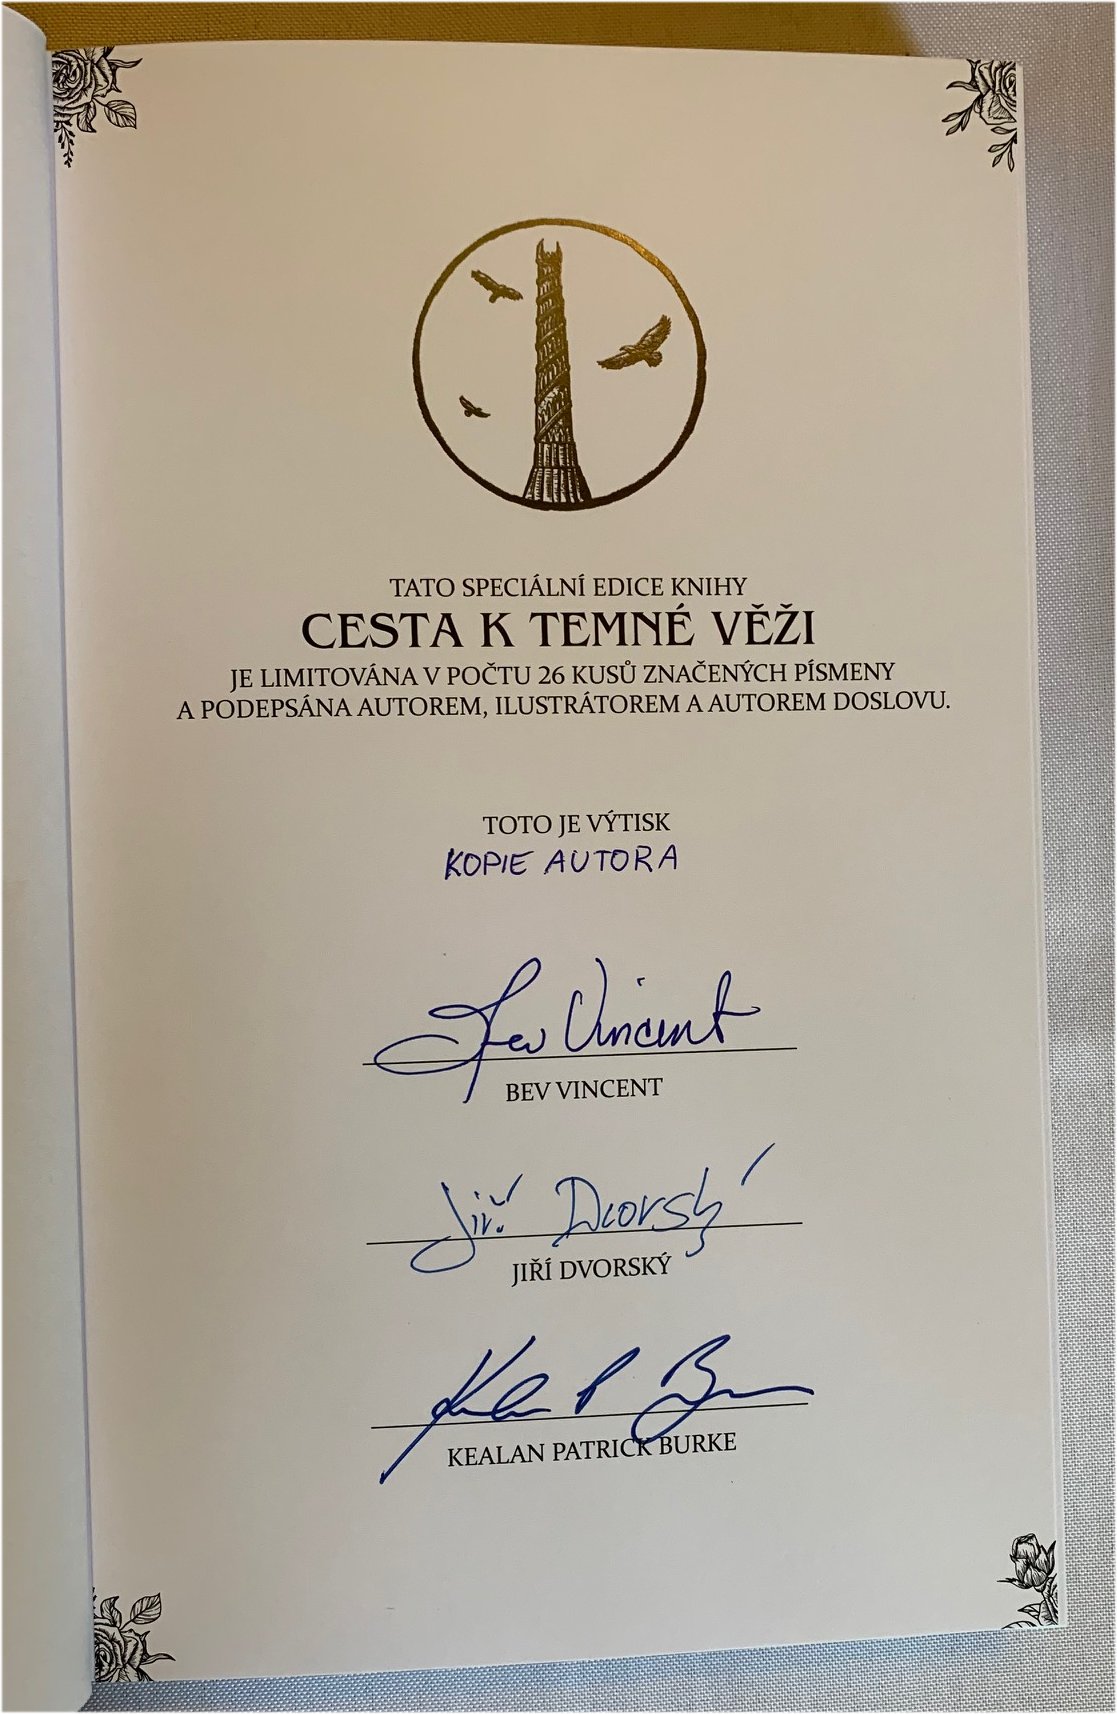 TATO SPECIÁLNÍ EDICE KNIHY
CESTA K TEMNÉ VĚŽI
JE LIMITOVÁNA V POČTU 26 KUSŮ ZNAČENÝCH PÍSMENY
A PODEPSÁNA AUTOREM, ILUSTRÁTOREM A AUTOREM DOSLOVU.
TOTO JE VÝTISK
KOPIE AUTORA
Bev Vincent
BEV VINCENT
Jiří Dvorský
JIŘÍ DVORSKÝ
KEALAN PATRICK BURKE